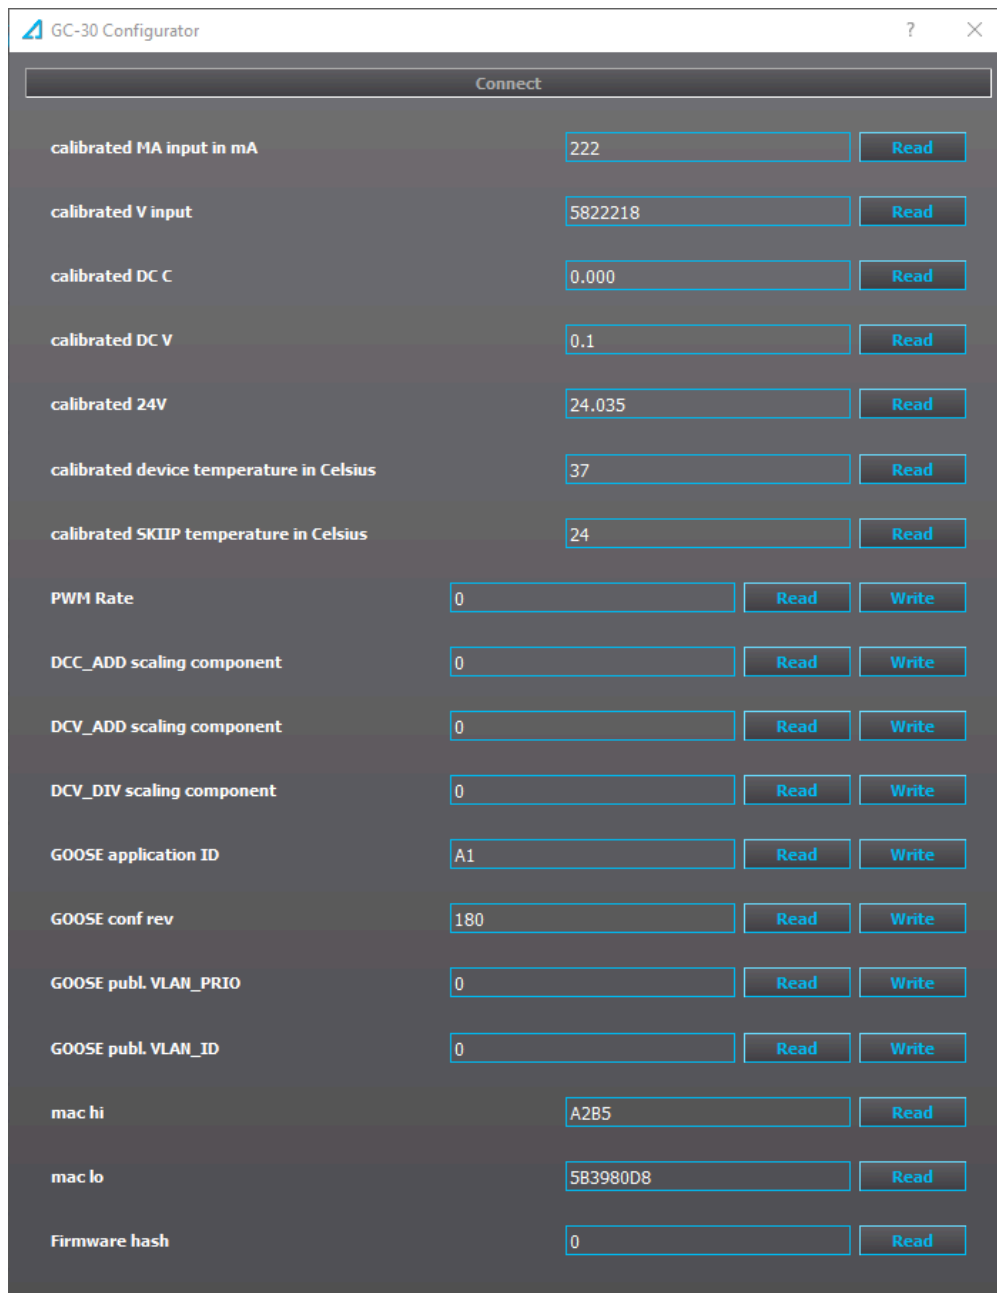 GC-30 Configurator ?
Connect
calibrated MA input in mA 222 Read
calibrated V input 5822218 Read
calibrated DC C 0.000 Read
calibrated DC V 0.1 Read
calibrated 24V 24.035 Read
calibrated device temperature in Celsius 37 Read
calibrated SKIIP temperature in Celsius 24 Read
PWM Rate 0 Read Write
DCC_ADD scaling component 0 Read Write
DCV_ADD scaling component 0 Read Write
DCV_DIV scaling component 0 Read Write
GOOSE application ID A1 Read Write
GOOSE conf rev 180 Read Write
GOOSE publ. VLAN_PRIO 0 Read Write
GOOSE publ. VLAN_ID 0 Read Write
mac hi A2B5 Read
mac lo 5B3980D8 Read
Firmware hash 0 Read